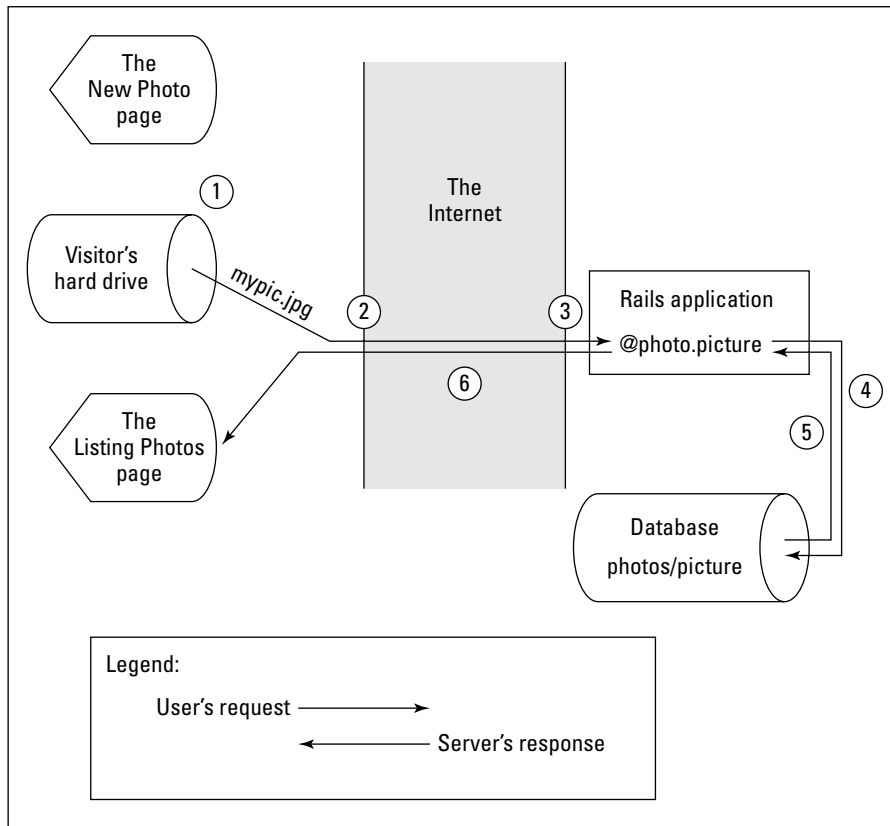 The
New Photo
page
1
Visitor's
hard drive
mypic.jpg
The
Internet
2
3
Rails application
@photo.picture
6
4
5
The
Listing Photos
page
Database
photos/picture
Legend:
User's request
Server's response